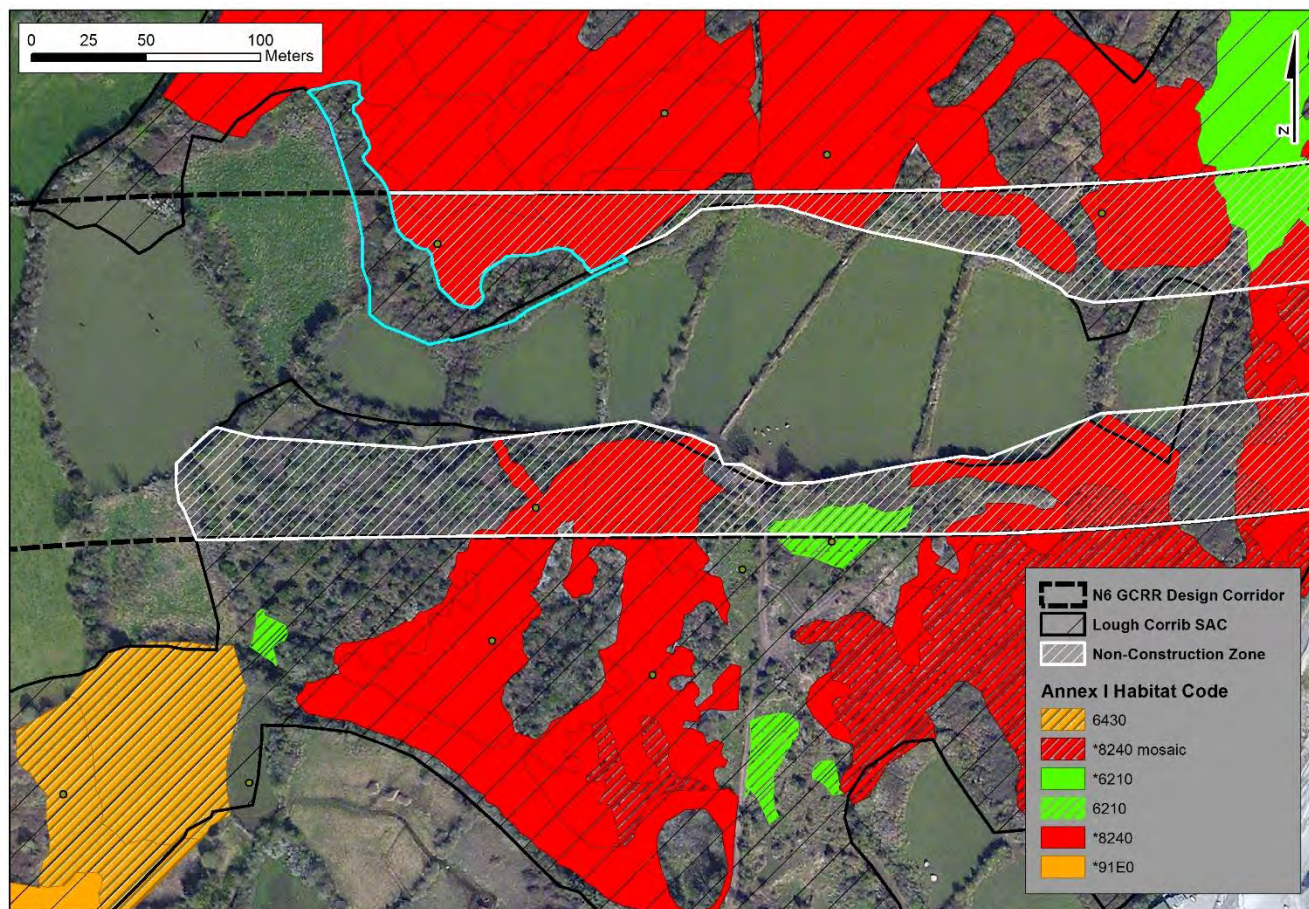 0 25 50 100
Meters
N
N6 GCRR Design Corridor
Lough Corrib SAC
Non-Construction Zone
Annex I Habitat Code
6430
*8240 mosaic
*6210
6210
*8240
*91E0